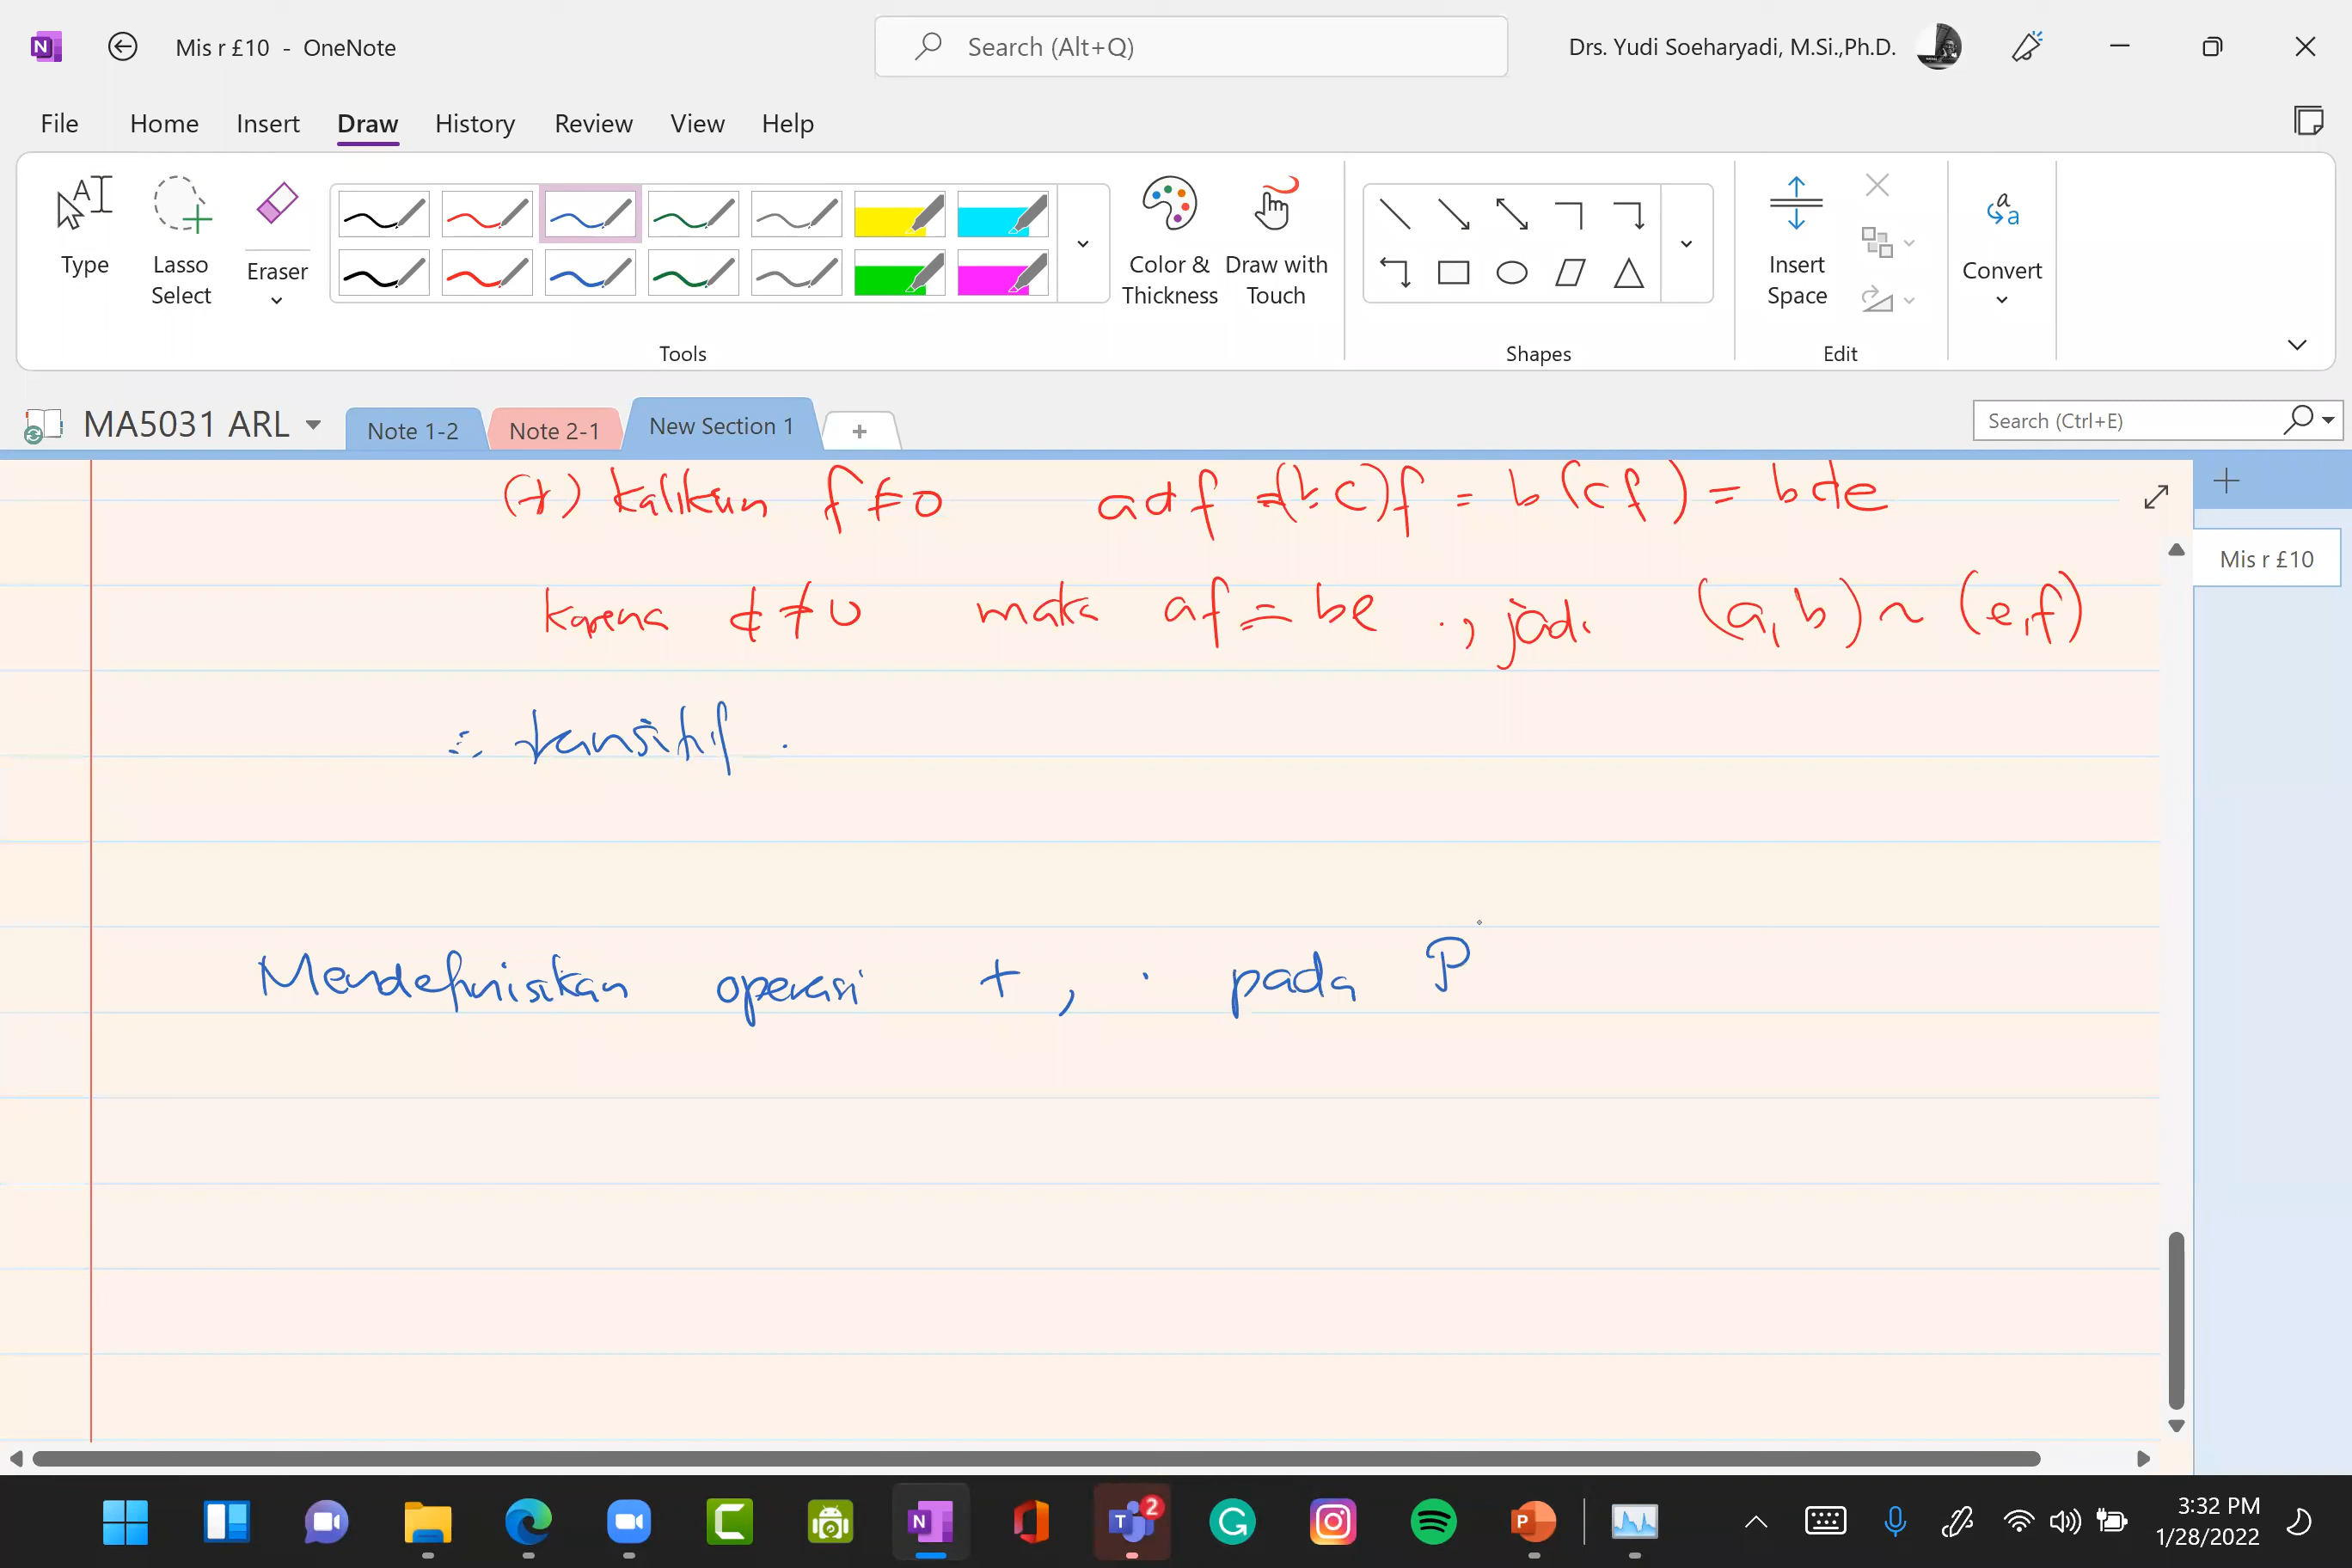 Mis r £10 - OneNote
Search (Alt+Q)
Drs. Yudi Soeharyadi, M.Si.,Ph.D.
File Home Insert Draw History Review View Help
Type
Lasso Select
Eraser
Color & Thickness
Draw with Touch
Insert Space
Convert
Tools Shapes Edit
MA5031 ARL Note 1-2 Note 2-1 New Section 1 +
Search (Ctrl+E)
Mis r £10
(*) kalikan f ≠ 0 adf = (bc)f = b(cf) = bde
karena d ≠ 0 maka af = be ., jadi (a,b) ~ (e,f)
∴ transitif .
Mendefinisikan operasi + , · pada P
2
3:32 PM
1/28/2022